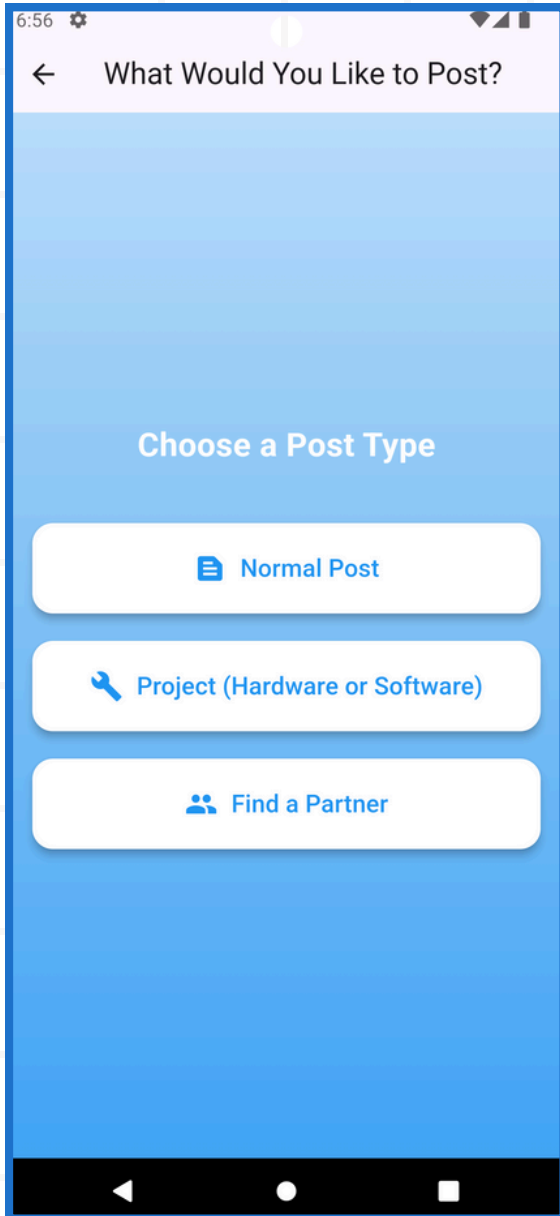 6:56
What Would You Like to Post?
Choose a Post Type
Normal Post
Project (Hardware or Software)
Find a Partner